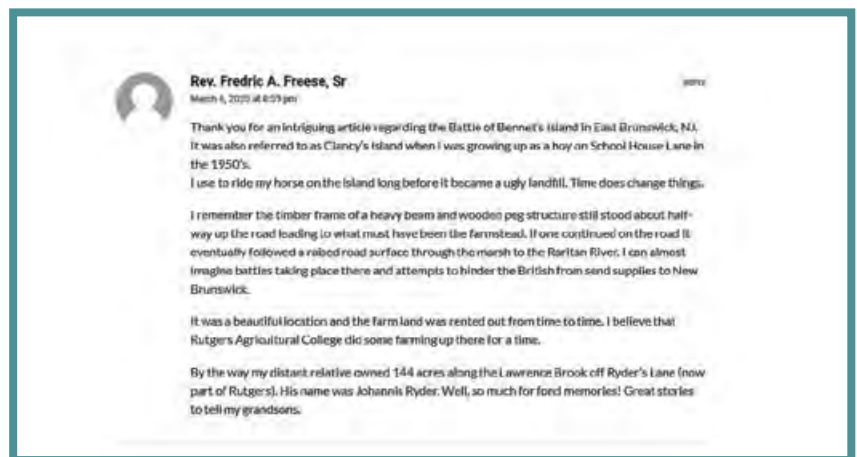 Rev. Fredric A. Freese, Sr
REPLY
March 6, 2020 at 8:59 pm
Thank you for an intriguing article regarding the Battle of Bennet's Island in East Brunswick, NJ.
It was also referred to as Clancy's Island when I was growing up as a boy on School House Lane in
the 1950's.
I use to ride my horse on the island long before it became a ugly landfill. Time does change things.
I remember the timber frame of a heavy beam and wooden peg structure still stood about half-
way up the road leading to what must have been the farmstead. If one continued on the road it
eventually followed a raised road surface through the marsh to the Raritan River. I can almost
imagine battles taking place there and attempts to hinder the British from send supplies to New
Brunswick.
It was a beautiful location and the farm land was rented out from time to time. I believe that
Rutgers Agricultural College did some farming up there for a time.
By the way my distant relative owned 144 acres along the Lawrence Brook off Ryder's Lane (now
part of Rutgers). His name was Johannis Ryder. Well, so much for fond memories! Great stories
to tell my grandsons.